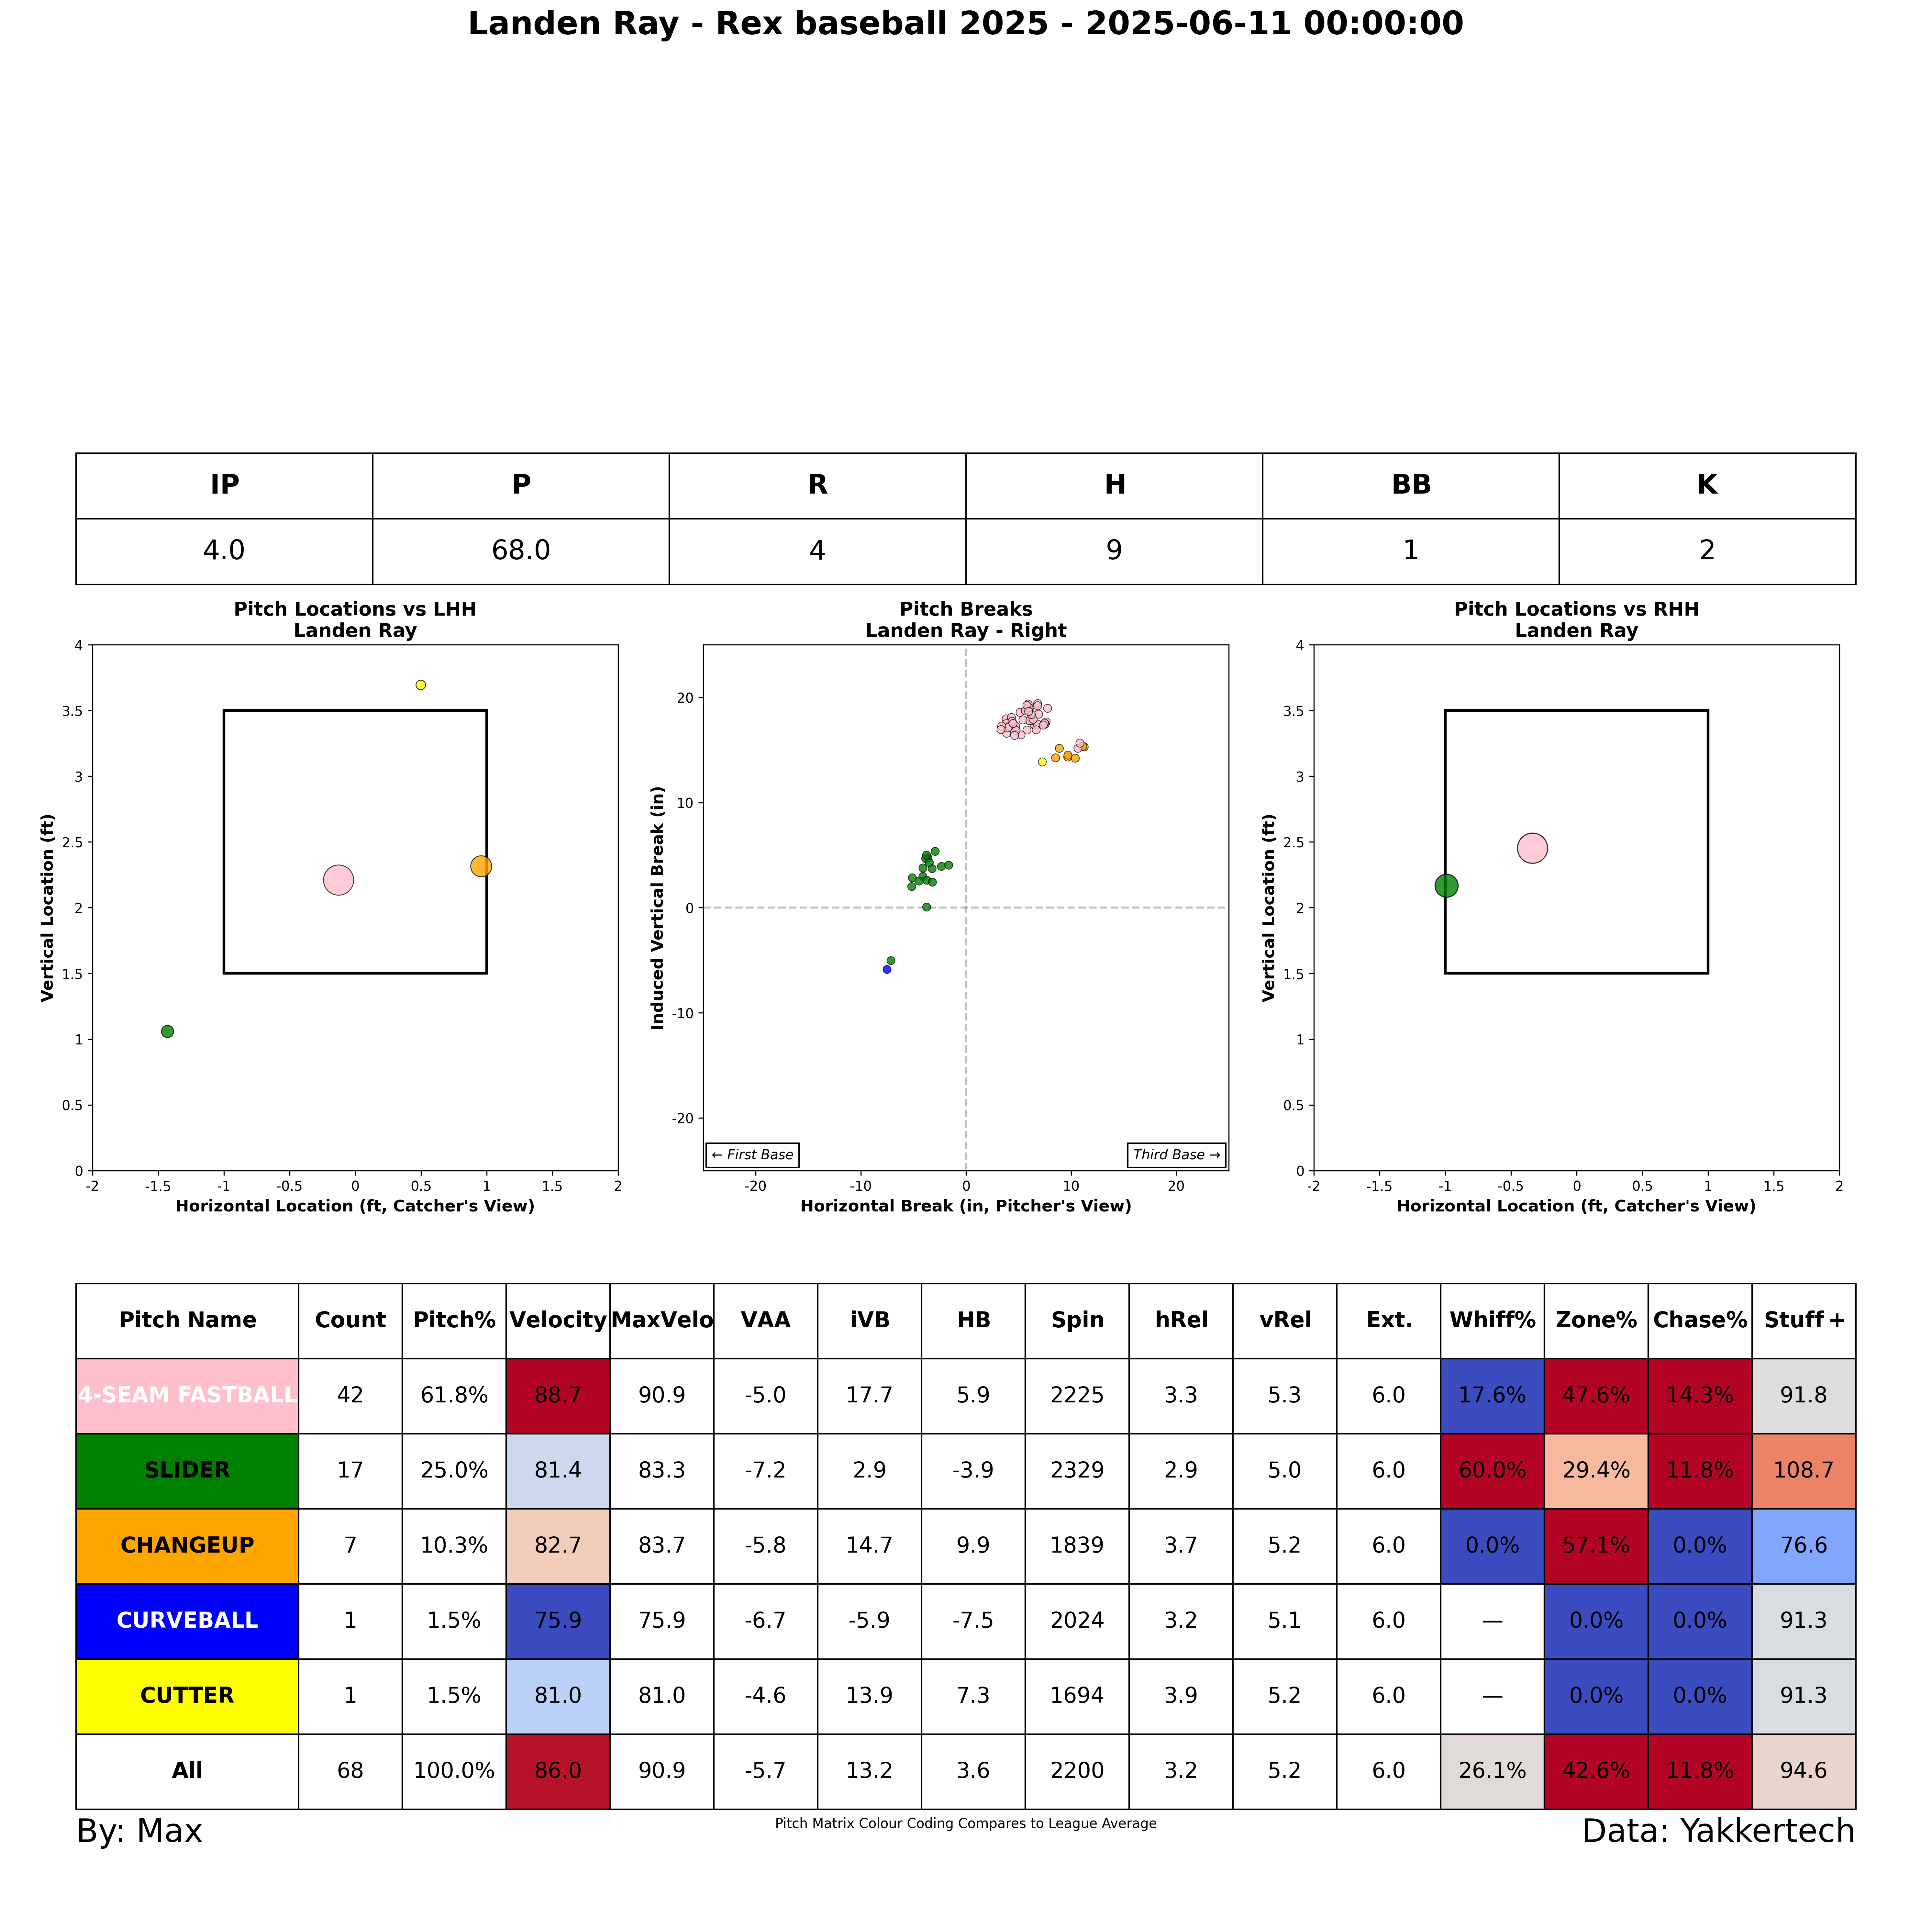 Landen Ray - Rex baseball 2025 - 2025-06-11 00:00:00
IP P R H BB K
4.0 68.0 4 9 1 2
Pitch Locations vs LHH
Landen Ray
4
3.5
3
2.5
2
1.5
1
0.5
0
-2 -1.5 -1 -0.5 0 0.5 1 1.5 2
Vertical Location (ft)
Horizontal Location (ft, Catcher's View)
Pitch Breaks
Landen Ray - Right
20
10
0
-10
-20
-20 -10 0 10 20
Induced Vertical Break (in)
← First Base
Third Base →
Horizontal Break (in, Pitcher's View)
Pitch Locations vs RHH
Landen Ray
4
3.5
3
2.5
2
1.5
1
0.5
0
-2 -1.5 -1 -0.5 0 0.5 1 1.5 2
Vertical Location (ft)
Horizontal Location (ft, Catcher's View)
Pitch Name Count Pitch% Velocity MaxVelo VAA iVB HB Spin hRel vRel Ext. Whiff% Zone% Chase% Stuff+
4-SEAM FASTBALL 42 61.8% 88.7 90.9 -5.0 17.7 5.9 2225 3.3 5.3 6.0 17.6% 47.6% 14.3% 91.8
SLIDER 17 25.0% 81.4 83.3 -7.2 2.9 -3.9 2329 2.9 5.0 6.0 60.0% 29.4% 11.8% 108.7
CHANGEUP 7 10.3% 82.7 83.7 -5.8 14.7 9.9 1839 3.7 5.2 6.0 0.0% 57.1% 0.0% 76.6
CURVEBALL 1 1.5% 75.9 75.9 -6.7 -5.9 -7.5 2024 3.2 5.1 6.0 — 0.0% 0.0% 91.3
CUTTER 1 1.5% 81.0 81.0 -4.6 13.9 7.3 1694 3.9 5.2 6.0 — 0.0% 0.0% 91.3
All 68 100.0% 86.0 90.9 -5.7 13.2 3.6 2200 3.2 5.2 6.0 26.1% 42.6% 11.8% 94.6
By: Max
Pitch Matrix Colour Coding Compares to League Average
Data: Yakkertech